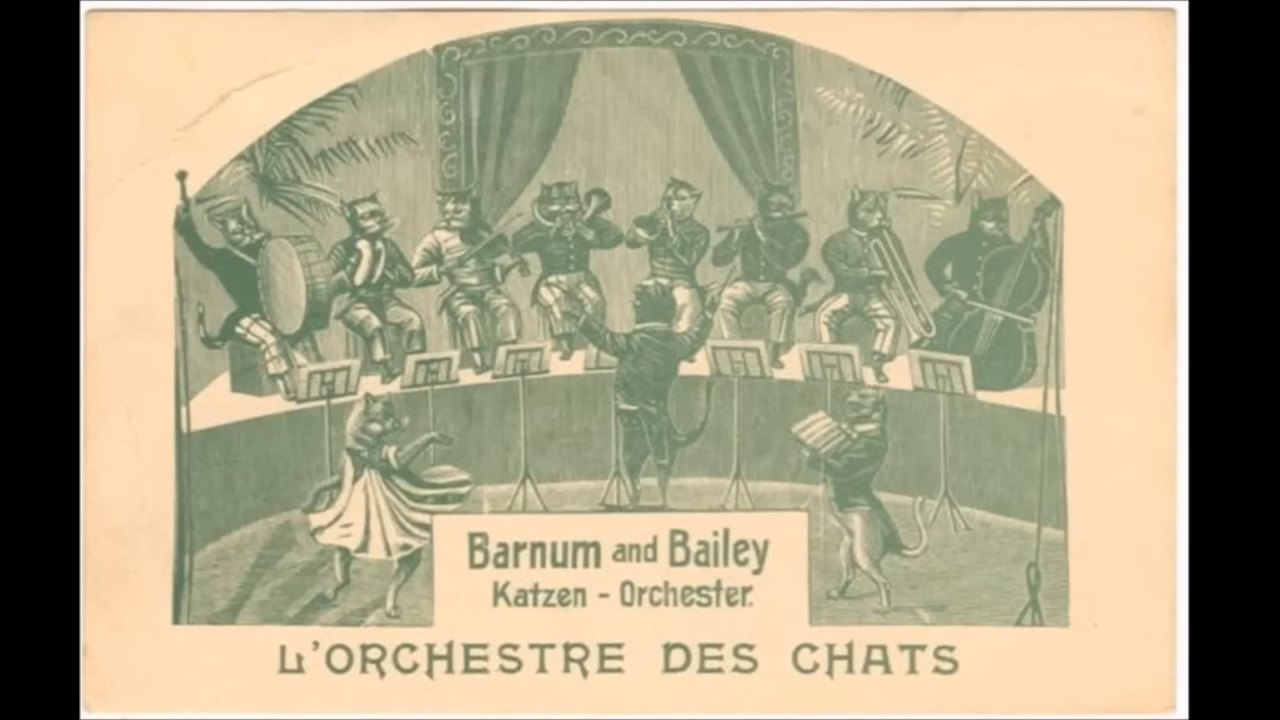 Barnum and Bailey
Katzen - Orchester.
L'ORCHESTRE DES CHATS